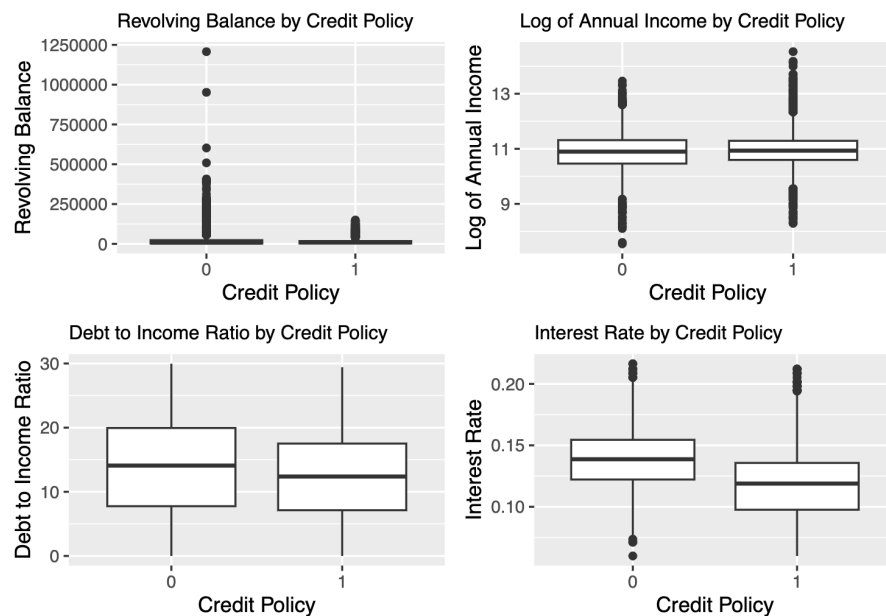 Revolving Balance by Credit Policy
Revolving Balance
1250000
1000000
750000
500000
250000
0
0 1
Credit Policy
Log of Annual Income by Credit Policy
Log of Annual Income
13
11
9
0 1
Credit Policy
Debt to Income Ratio by Credit Policy
Debt to Income Ratio
30
20
10
0
0 1
Credit Policy
Interest Rate by Credit Policy
Interest Rate
0.20
0.15
0.10
0 1
Credit Policy